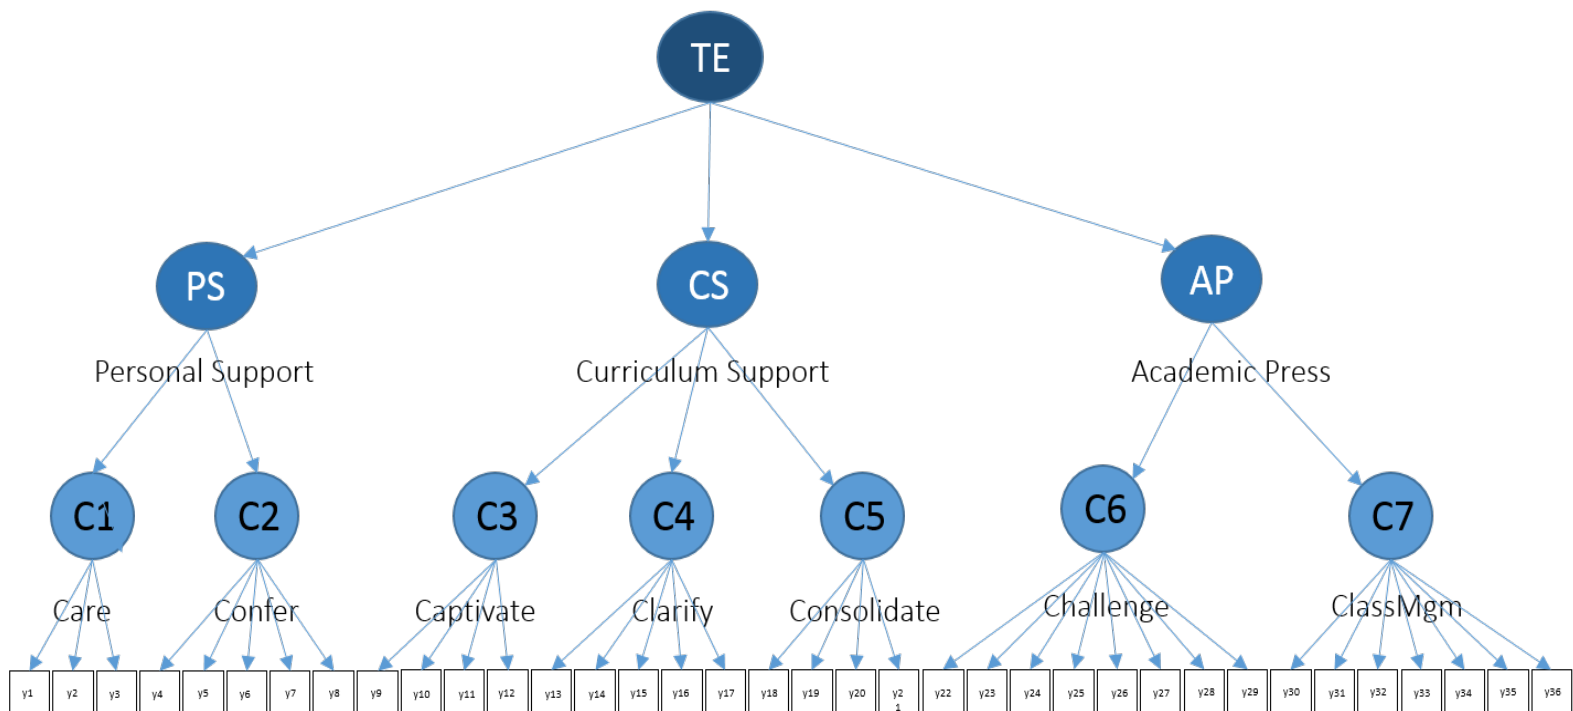 TE
PS
CS
AP
Personal Support
Curriculum Support
Academic Press
C1
C2
C3
C4
C5
C6
C7
Care
Confer
Captivate
Clarify
Consolidate
Challenge
ClassMgm
y1
y2
y3
y4
y5
y6
y7
y8
y9
y10
y11
y12
y13
y14
y15
y16
y17
y18
y19
y20
y2
1
y22
y23
y24
y25
y26
y27
y28
y29
y30
y31
y32
y33
y34
y35
y36